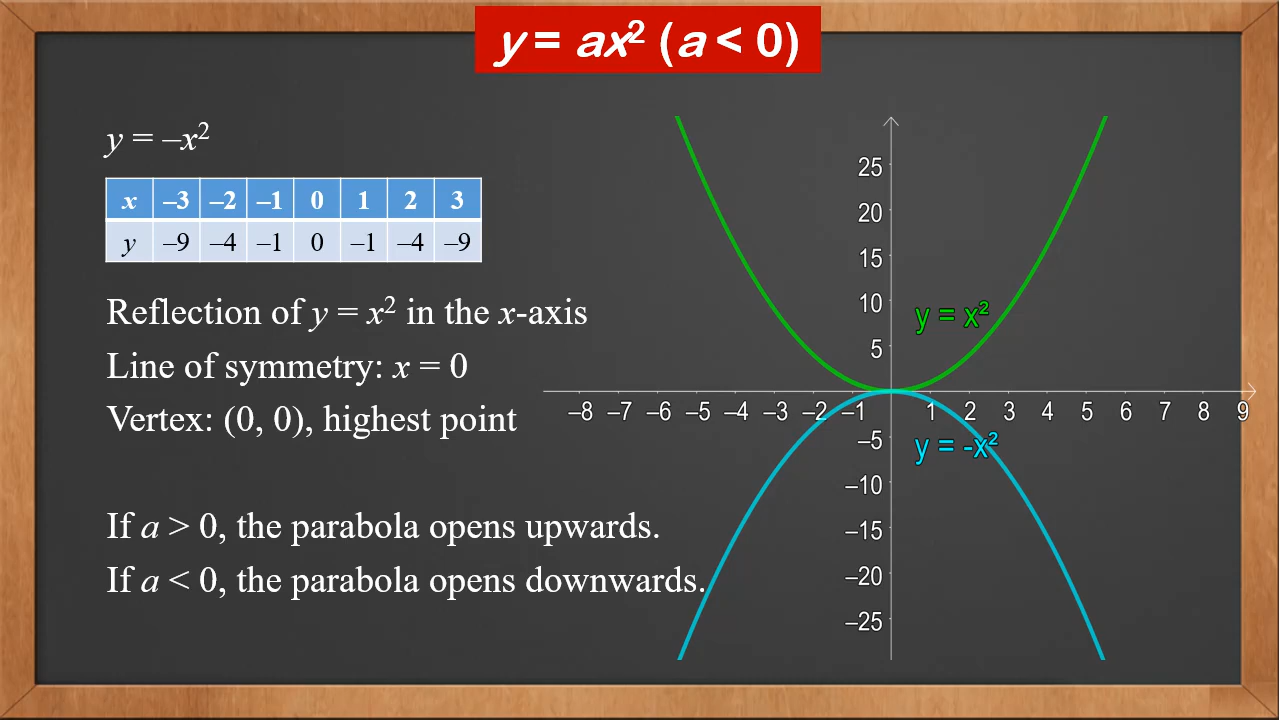 y = ax² (a < 0)
y = –x²
x –3 –2 –1 0 1 2 3
y –9 –4 –1 0 –1 –4 –9
Reflection of y = x² in the x-axis
Line of symmetry: x = 0
Vertex: (0, 0), highest point
If a > 0, the parabola opens upwards.
If a < 0, the parabola opens downwards.
25
20
15
10
y = x²
5
–8 –7 –6 –5 –4 –3 –2 –1 1 2 3 4 5 6 7 8 9
–5
y = -x²
–10
–15
–20
–25